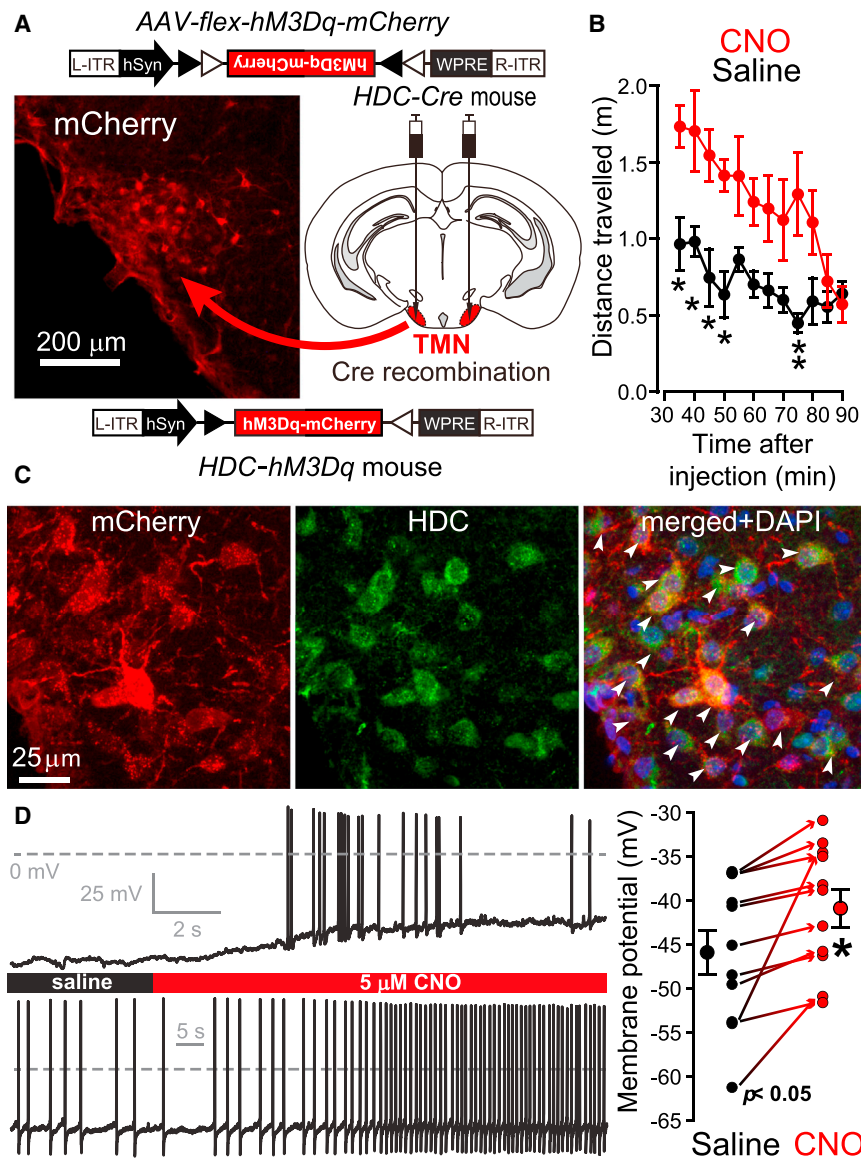 A
AAV-flex-hM3Dq-mCherry
L-ITR hSyn hM3Dq-mCherry WPRE R-ITR
mCherry
HDC-Cre mouse
200 µm
TMN
Cre recombination
L-ITR hSyn hM3Dq-mCherry WPRE R-ITR
HDC-hM3Dq mouse
B
CNO
Saline
Distance travelled (m)
2.0
1.5
1.0
0.5
0.0
* * * * * *
30 40 50 60 70 80 90
Time after
injection (min)
C
mCherry
HDC
merged+DAPI
25 µm
D
0 mV
25 mV
2 s
saline
5 µM CNO
5 s
Membrane potential (mV)
-30
-35
-40
-45
-50
-55
-60
-65
*
p< 0.05
Saline CNO